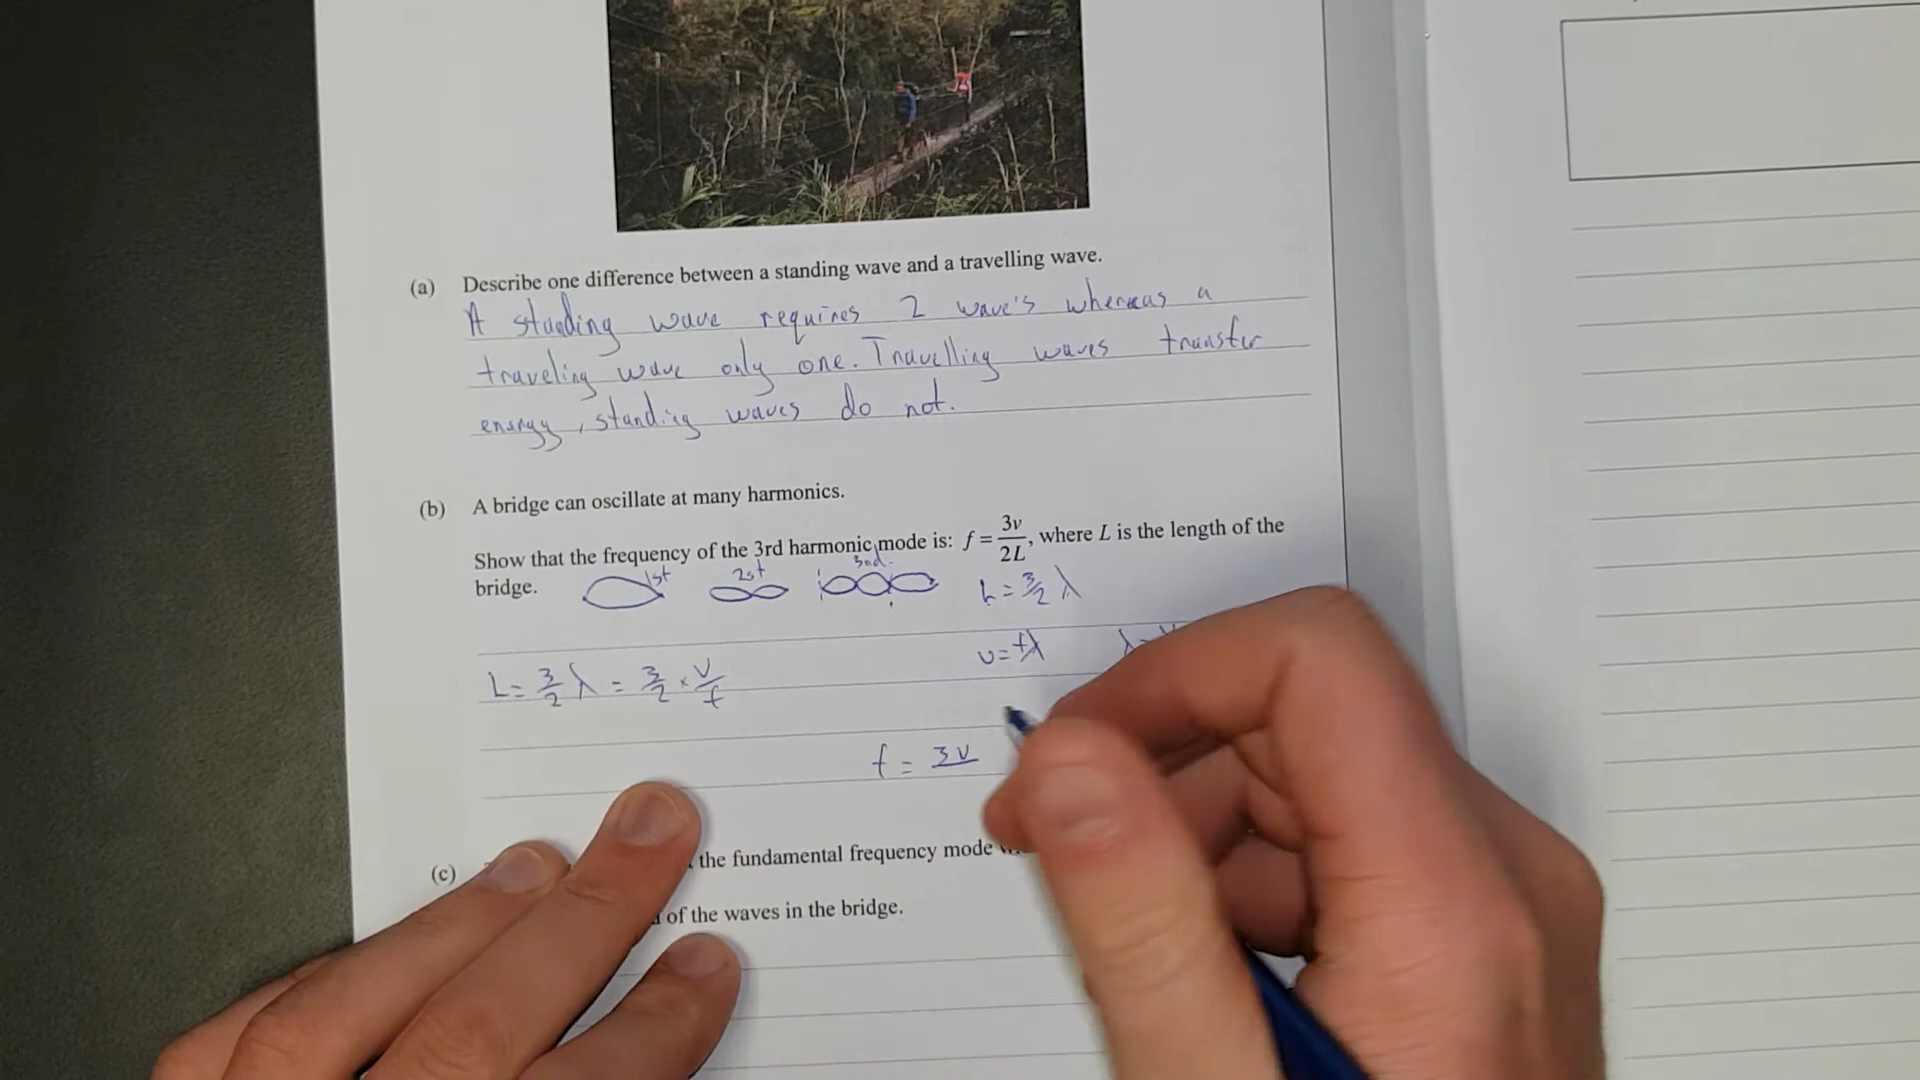 (a) Describe one difference between a standing wave and a travelling wave.
A standing wave requires 2 wave's whereas a
traveling wave only one. Travelling waves transfer
energy, standing waves do not.
(b) A bridge can oscillate at many harmonics.
Show that the frequency of the 3rd harmonic mode is: f = 3v/2L, where L is the length of the
bridge.
1st 2st 3nd. L = 3/2 λ
v = fλ λ =
L = 3/2 λ = 3/2 × v/f
f = 3v
(c) the fundamental frequency mode
of the waves in the bridge.